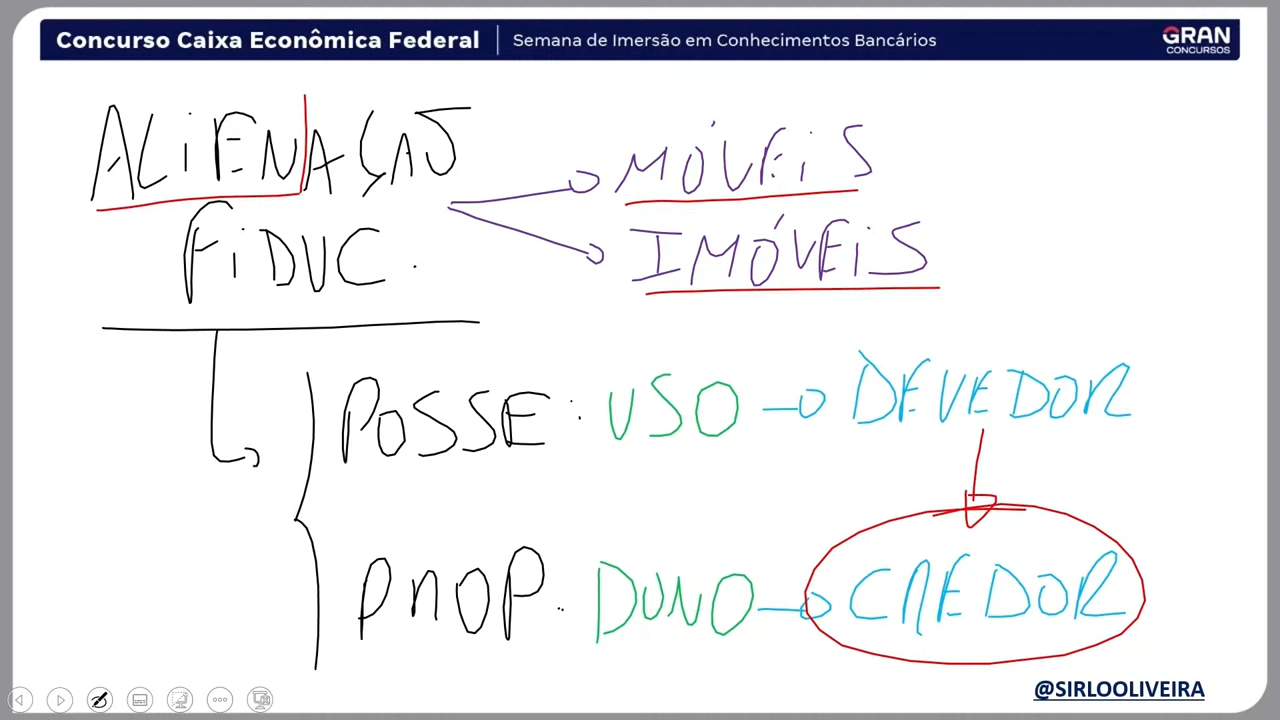 Concurso Caixa Econômica Federal | Semana de Imersão em Conhecimentos Bancários
GRAN
CONCURSOS
ALIENAÇÃO
FIDUC.
MÓVEIS
IMÓVEIS
POSSE: USO → DEVEDOR
PROP. DONO → CREDOR
@SIRLOOLIVEIRA